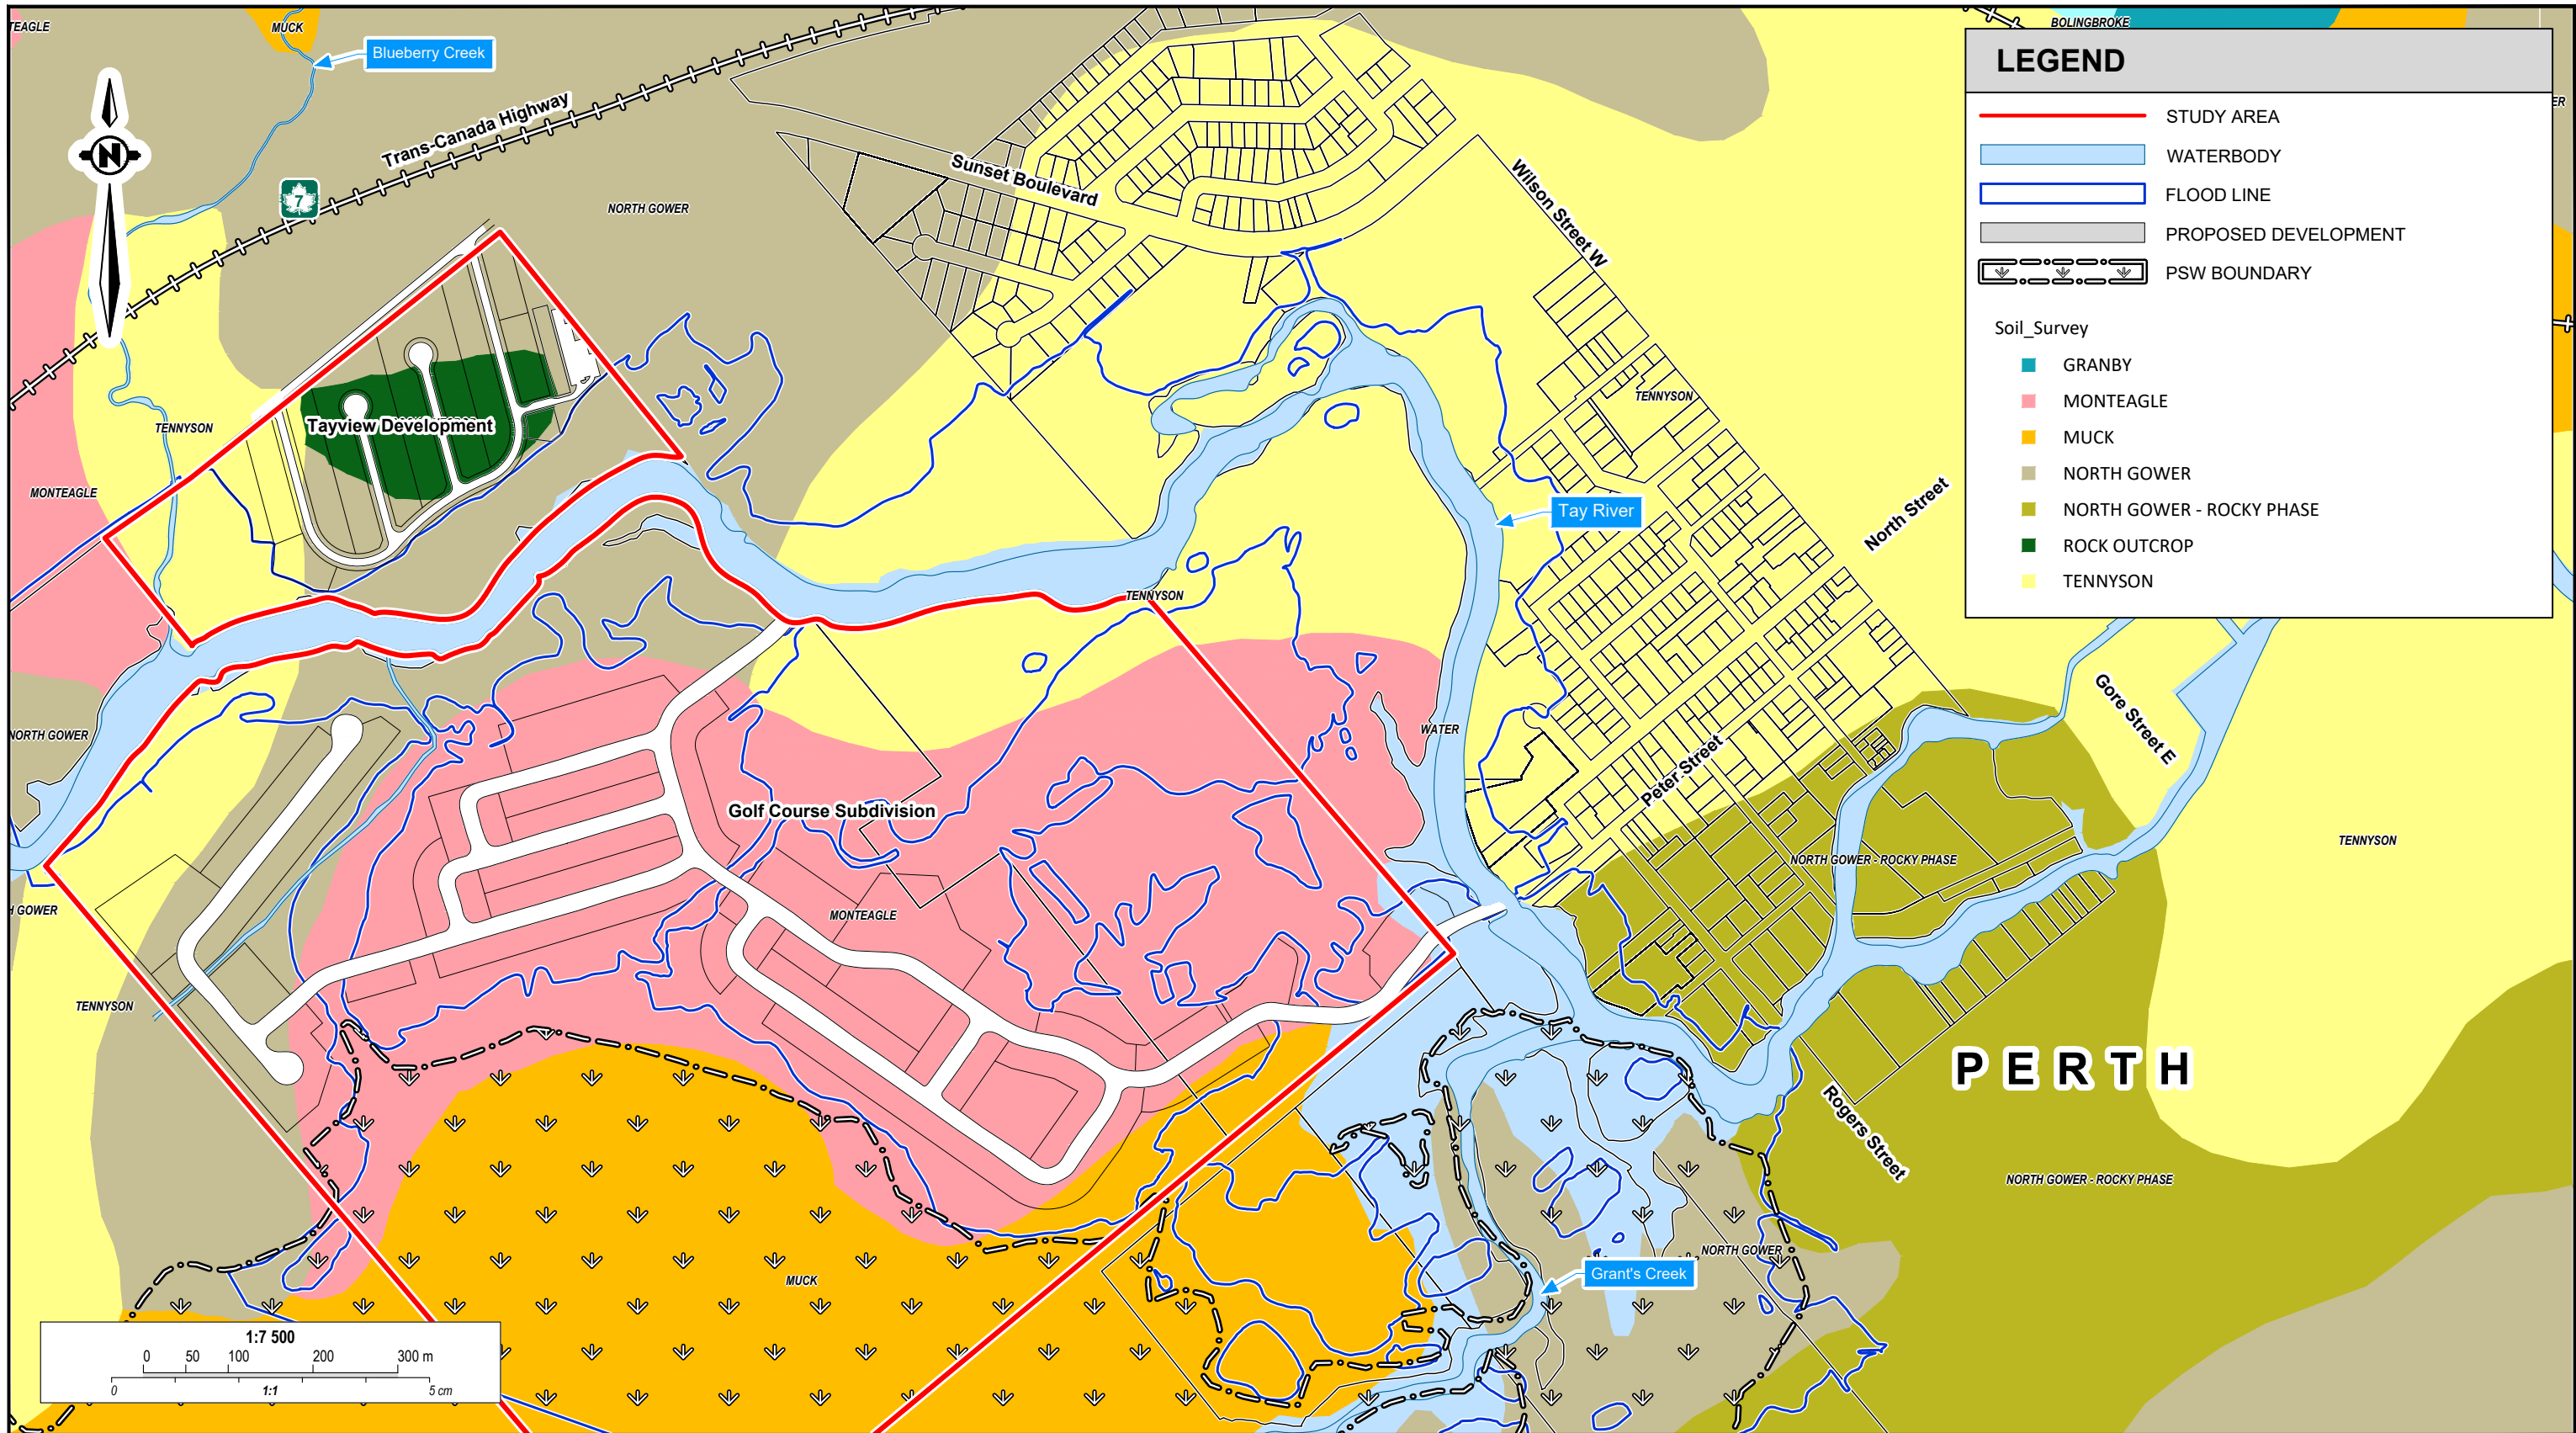 TEAGLE
MUCK
Blueberry Creek
BOLINGBROKE
LEGEND
STUDY AREA
WATERBODY
FLOOD LINE
PROPOSED DEVELOPMENT
PSW BOUNDARY
Soil_Survey
GRANBY
MONTEAGLE
MUCK
NORTH GOWER
NORTH GOWER - ROCKY PHASE
ROCK OUTCROP
TENNYSON
ER
Trans-Canada Highway
N
7
NORTH GOWER
Sunset Boulevard
Wilson Street W
TENNYSON
TENNYSON
Tayview Development
MONTEAGLE
Tay River
North Street
TENNYSON
NORTH GOWER
WATER
Gore Street E
Peter Street
Golf Course Subdivision
TENNYSON
NORTH GOWER - ROCKY PHASE
H GOWER
MONTEAGLE
TENNYSON
PERTH
Rogers Street
NORTH GOWER - ROCKY PHASE
NORTH GOWER
Grant's Creek
MUCK
1:7 500
0 50 100 200 300 m
0 1:1 5 cm